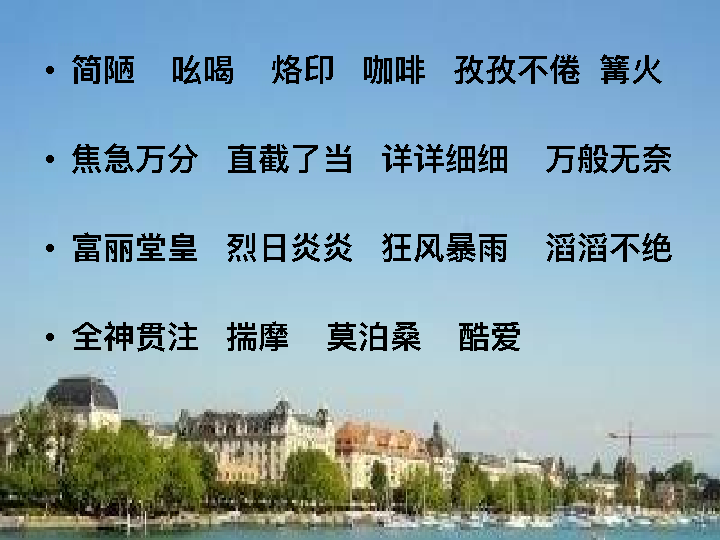 • 简陋 吆喝 烙印 咖啡 孜孜不倦 篝火
• 焦急万分 直截了当 详详细细 万般无奈
• 富丽堂皇 烈日炎炎 狂风暴雨 滔滔不绝
• 全神贯注 揣摩 莫泊桑 酷爱